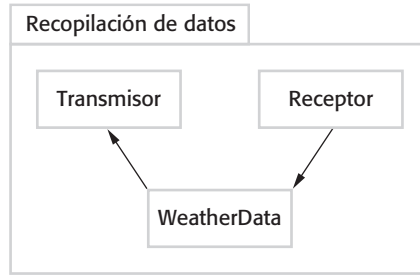 Recopilación de datos
Transmisor
Receptor
WeatherData